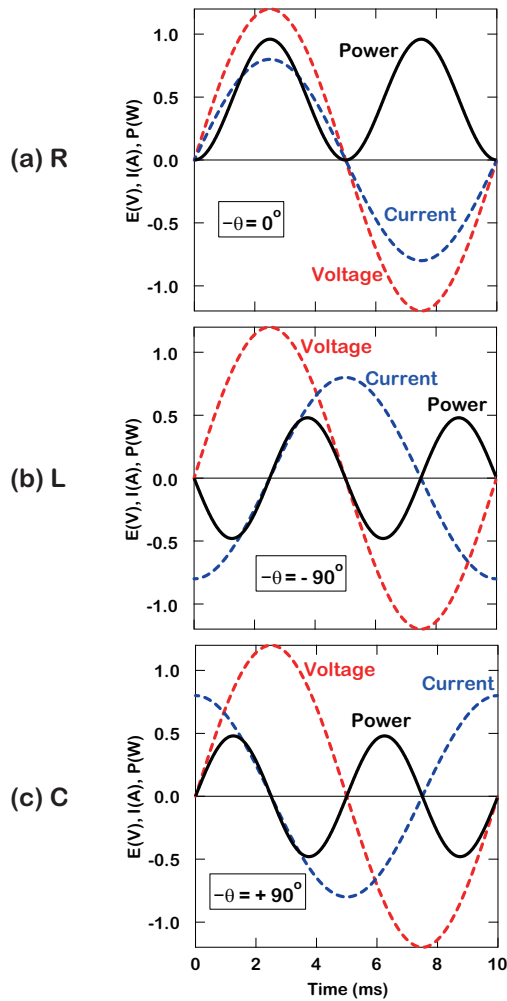 (a) R
E(V), I(A), P(W)
1.0
0.5
0.0
-0.5
-1.0
Power
Current
Voltage
−θ = 0°
(b) L
E(V), I(A), P(W)
1.0
0.5
0.0
-0.5
-1.0
Voltage
Current
Power
−θ = - 90°
(c) C
E(V), I(A), P(W)
1.0
0.5
0.0
-0.5
-1.0
Voltage
Current
Power
−θ = + 90°
0 2 4 6 8 10
Time (ms)